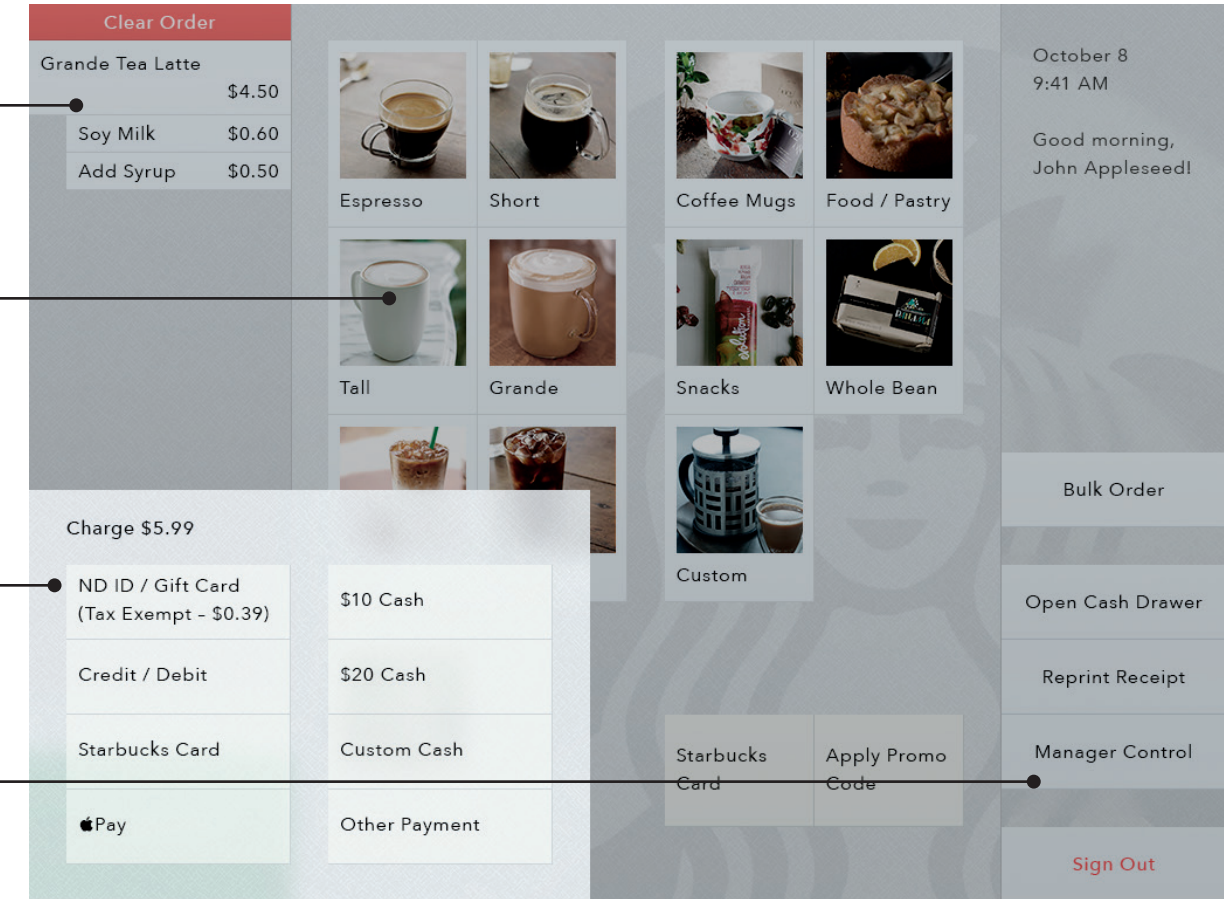 Clear Order
Grande Tea Latte
$4.50
Soy Milk $0.60
Add Syrup $0.50
Espresso
Short
Coffee Mugs
Food / Pastry
Tall
Grande
Snacks
Whole Bean
evolution
Custom
October 8
9:41 AM
Good morning,
John Appleseed!
Charge $5.99
ND ID / Gift Card
(Tax Exempt – $0.39)
Credit / Debit
Starbucks Card
Pay
$10 Cash
$20 Cash
Custom Cash
Other Payment
Starbucks
Card
Apply Promo
Code
Bulk Order
Open Cash Drawer
Reprint Receipt
Manager Control
Sign Out